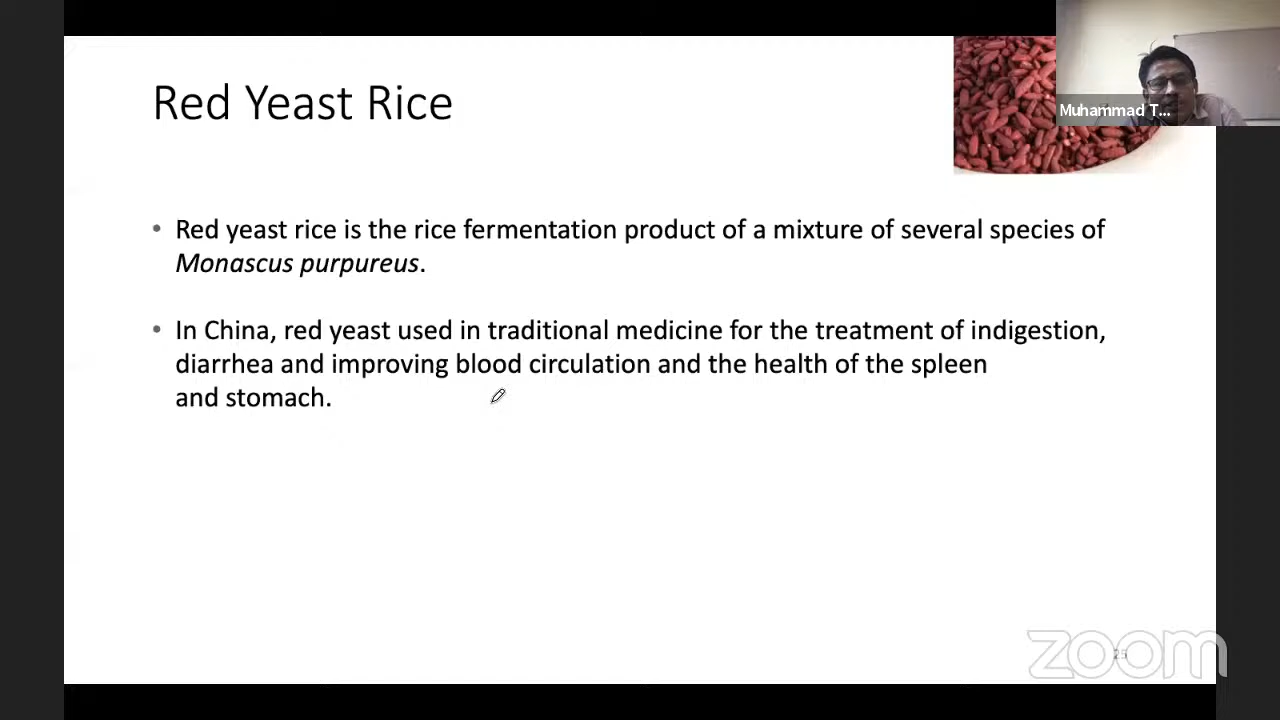 Red Yeast Rice
Muhammad T...
• Red yeast rice is the rice fermentation product of a mixture of several species of
Monascus purpureus.
• In China, red yeast used in traditional medicine for the treatment of indigestion,
diarrhea and improving blood circulation and the health of the spleen
and stomach.
25
zoom